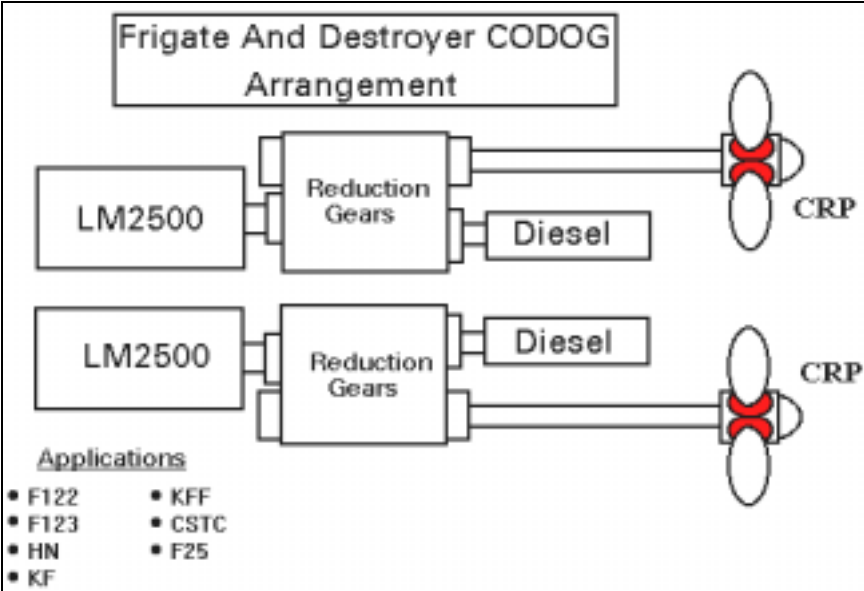 Frigate And Destroyer CODOG
Arrangement
LM2500
Reduction
Gears
Diesel
CRP
LM2500
Reduction
Gears
Diesel
CRP
Applications
• F122
• F123
• HN
• KF
• KFF
• CSTC
• F25